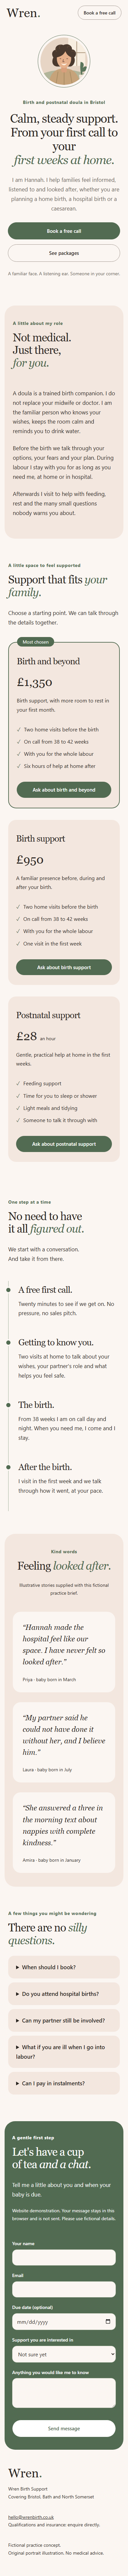 Wren.
Book a free call
Birth and postnatal doula in Bristol
Calm, steady support.
From your first call to
your
first weeks at home.
I am Hannah. I help families feel informed,
listened to and looked after, whether you are
planning a home birth, a hospital birth or a
caesarean.
Book a free call
See packages
A familiar face. A listening ear. Someone in your corner.
A little about my role
Not medical.
Just there,
for you.
A doula is a trained birth companion. I do
not replace your midwife or doctor. I am
the familiar person who knows your
wishes, keeps the room calm and
reminds you to drink water.
Before the birth we talk through your
options, your fears and your plan. During
labour I stay with you for as long as you
need me, at home or in hospital.
Afterwards I visit to help with feeding,
rest and the many small questions
nobody warns you about.
A little space to feel supported
Support that fits your
family.
Choose a starting point. We can talk through
the details together.
Most chosen
Birth and beyond
£1,350
Birth support, with more room to rest in
your first month.
✓ Two home visits before the birth
✓ On call from 38 to 42 weeks
✓ With you for the whole labour
✓ Six hours of help at home after
Ask about birth and beyond
Birth support
£950
A familiar presence before, during and
after your birth.
✓ Two home visits before the birth
✓ On call from 38 to 42 weeks
✓ With you for the whole labour
✓ One visit in the first week
Ask about birth support
Postnatal support
£28 an hour
Gentle, practical help at home in the first
weeks.
✓ Feeding support
✓ Time for you to sleep or shower
✓ Light meals and tidying
✓ Someone to talk it through with
Ask about postnatal support
One step at a time
No need to have
it all figured out.
We start with a conversation.
And take it from there.
A free first call.
Twenty minutes to see if we get on. No
pressure, no sales pitch.
Getting to know you.
Two visits at home to talk about your
wishes, your partner's role and what
helps you feel safe.
The birth.
From 38 weeks I am on call day and
night. When you need me, I come and I
stay.
After the birth.
I visit in the first week and we talk
through how it went, at your pace.
Kind words
Feeling looked after.
Illustrative stories supplied with this fictional
practice brief.
“Hannah made the
hospital feel like our
space. I have never felt so
looked after.”
Priya · baby born in March
“My partner said he
could not have done it
without her, and I believe
him.”
Laura · baby born in July
“She answered a three in
the morning text about
nappies with complete
kindness.”
Amira · baby born in January
A few things you might be wondering
There are no silly
questions.
When should I book?
Do you attend hospital births?
Can my partner still be involved?
What if you are ill when I go into
labour?
Can I pay in instalments?
A gentle first step
Let's have a cup
of tea and a chat.
Tell me a little about you and when your
baby is due.
Website demonstration. Your message stays in this
browser and is not sent. Please use fictional details.
Your name
Email
Due date (optional)
mm/dd/yyyy
Support you are interested in
Not sure yet
Anything you would like me to know
Send message
Wren.
Wren Birth Support
Covering Bristol, Bath and North Somerset
hello@wrenbirth.co.uk
Qualifications and insurance: enquire directly.
Fictional practice concept.
Original portrait illustration. No medical advice.